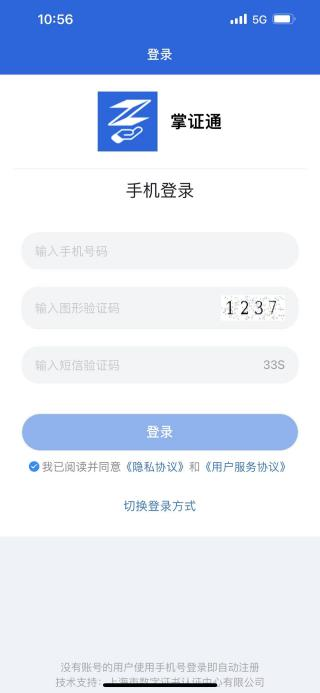 10:56
5G
登录
掌证通
手机登录
输入手机号码
输入图形验证码
1237
输入短信验证码
33S
登录
我已阅读并同意《隐私协议》和《用户服务协议》
切换登录方式
没有账号的用户使用手机号登录即自动注册
技术支持：上海市数字证书认证中心有限公司